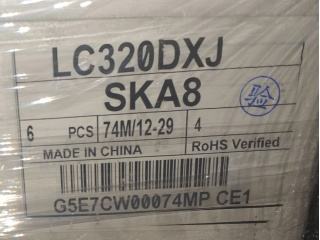 LC320DXJ
SKA8
验
6 PCS 74M/12-29 4
MADE IN CHINA RoHS Verified
G5E7CW00074MP CE1